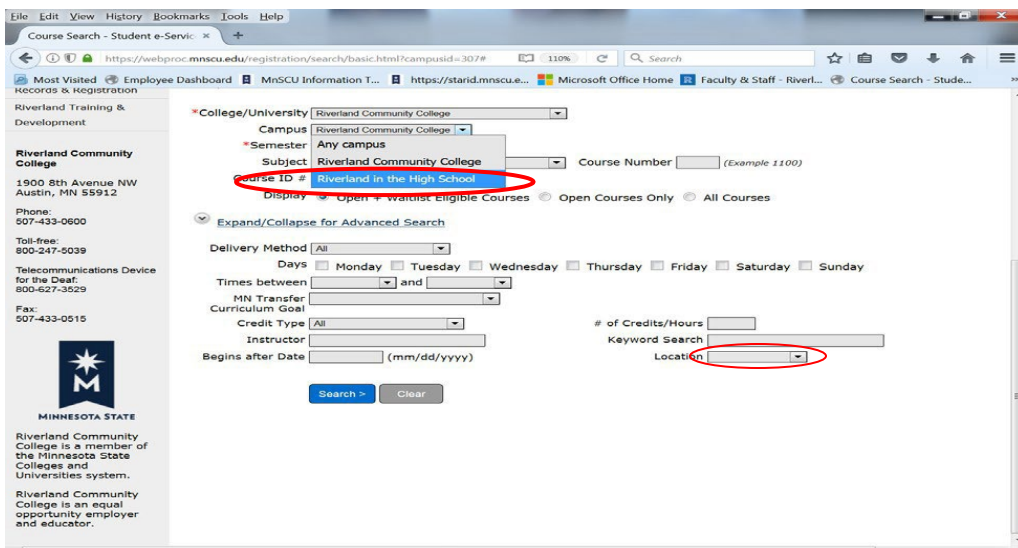 File Edit View History Bookmarks Tools Help
Course Search - Student e-Servic × +
https://webproc.mnscu.edu/registration/search/basic.html?campusid=307# 110% Search
Most Visited Employee Dashboard MnSCU Information T... https://starid.mnscu.e... Microsoft Office Home Faculty & Staff - Riverl... Course Search - Stude... »
Records & Registration
Riverland Training &
Development
Riverland Community
College
1900 8th Avenue NW
Austin, MN 55912
Phone:
507-433-0600
Toll-free:
800-247-5039
Telecommunications Device
for the Deaf:
800-627-3529
Fax:
507-433-0515
MINNESOTA STATE
Riverland Community
College is a member of
the Minnesota State
Colleges and
Universities system.
Riverland Community
College is an equal
opportunity employer
and educator.
*College/University Riverland Community College
Campus Riverland Community College
*Semester Any campus
Subject Riverland Community College Course Number (Example 1100)
Course ID # Riverland in the High School
Display Open + Waitlist Eligible Courses Open Courses Only All Courses
Expand/Collapse for Advanced Search
Delivery Method All
Days Monday Tuesday Wednesday Thursday Friday Saturday Sunday
Times between and
MN Transfer
Curriculum Goal
Credit Type All # of Credits/Hours
Instructor Keyword Search
Begins after Date (mm/dd/yyyy) Location
Search > Clear